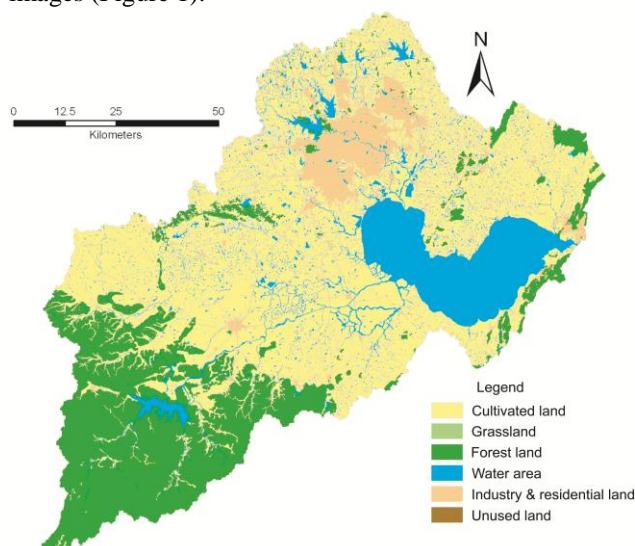 images (Figure 1).
N
0 12.5 25 50
Kilometers
Legend
Cultivated land
Grassland
Forest land
Water area
Industry & residential land
Unused land